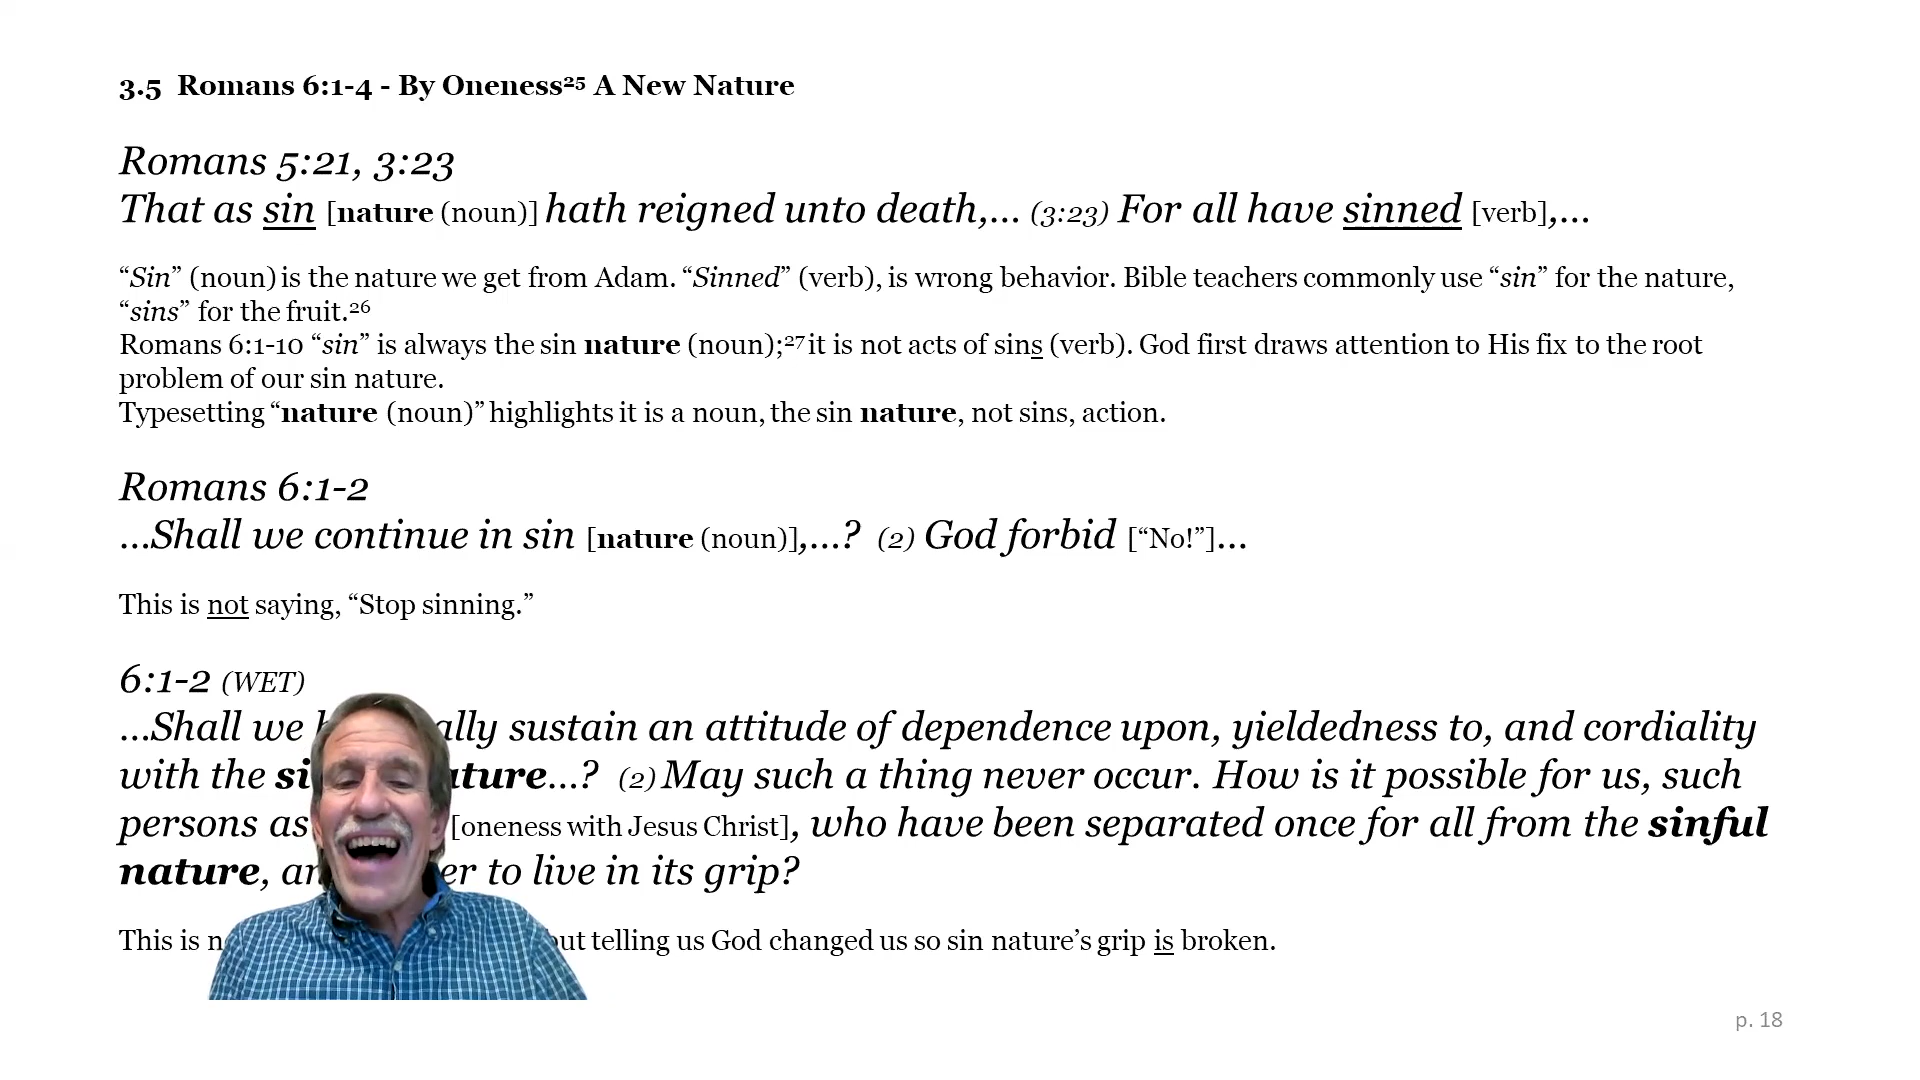 3.5 Romans 6:1-4 - By Oneness²⁵ A New Nature
Romans 5:21, 3:23
That as sin [nature (noun)] hath reigned unto death,... (3:23) For all have sinned [verb],...
“Sin” (noun) is the nature we get from Adam. “Sinned” (verb), is wrong behavior. Bible teachers commonly use “sin” for the nature,
“sins” for the fruit.²⁶
Romans 6:1-10 “sin” is always the sin nature (noun);²⁷ it is not acts of sins (verb). God first draws attention to His fix to the root
problem of our sin nature.
Typesetting “nature (noun)” highlights it is a noun, the sin nature, not sins, action.
Romans 6:1-2
...Shall we continue in sin [nature (noun)],...? (2) God forbid [“No!”]...
This is not saying, “Stop sinning.”
6:1-2 (WET)
...Shall we sustain an attitude of dependence upon, yieldedness to, and cordiality
with the ...? (2) May such a thing never occur. How is it possible for us, such
persons as [oneness with Jesus Christ], who have been separated once for all from the sinful
nature, to live in its grip?
This is but telling us God changed us so sin nature’s grip is broken.
p. 18